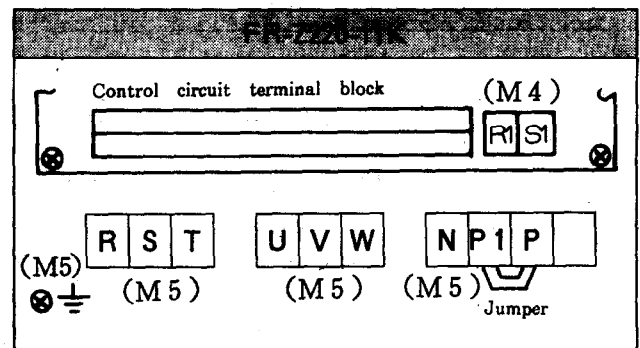 Control circuit terminal block
(M4)
R1 S1
R S T
U V W
N P1 P
(M5)
(M5)
(M5)
(M5)
Jumper